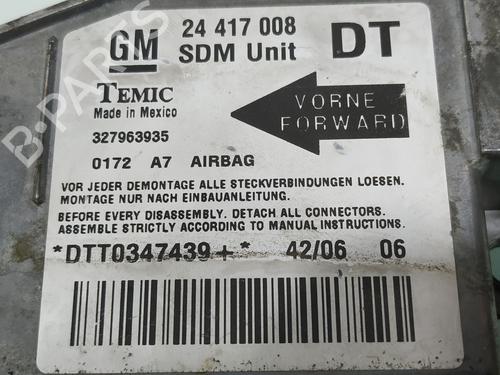 GM 24 417 008 DT
SDM Unit
TEMIC
Made in Mexico
VORNE
FORWARD
327963935
0172 A7 AIRBAG
VOR JEDER DEMONTAGE ALLE STECKVERBINDUNGEN LOESEN.
MONTAGE NUR NACH EINBAUANLEITUNG.
BEFORE EVERY DISASSEMBLY. DETACH ALL CONNECTORS.
ASSEMBLE STRICTLY ACCORDING TO MANUAL INSTRUCTIONS.
*DTT0347439+* 42/06 06
B-PARTS